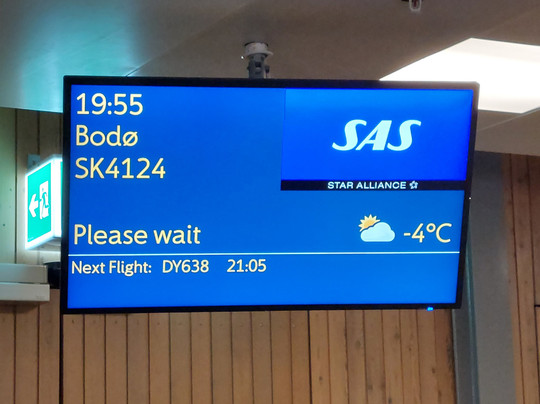 19:55
Bodø
SK4124
SAS
STAR ALLIANCE
Please wait
-4°C
Next Flight: DY638 21:05